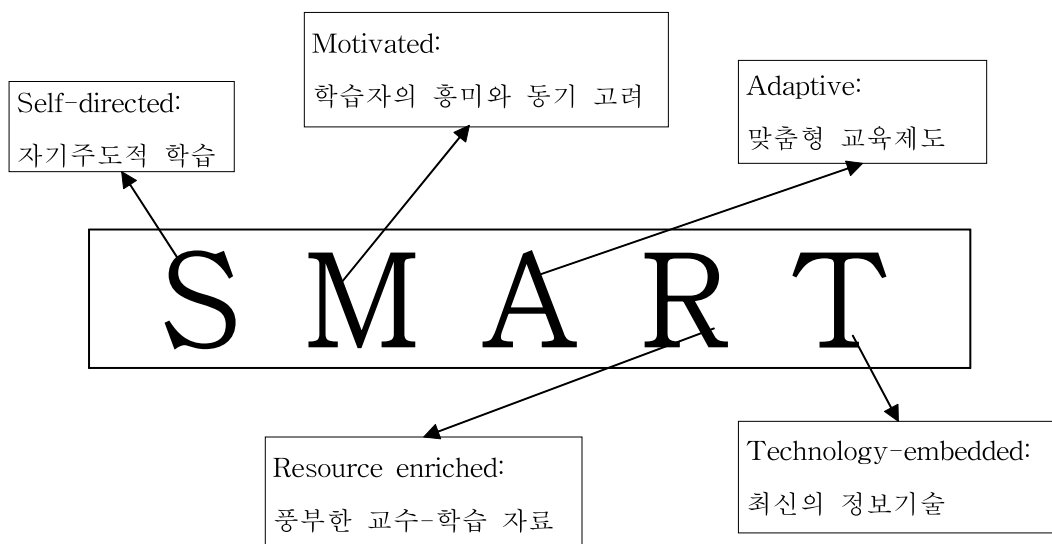 Motivated:
학습자의 흥미와 동기 고려
Self-directed:
자기주도적 학습
Adaptive:
맞춤형 교육제도
S M A R T
Resource enriched:
풍부한 교수-학습 자료
Technology-embedded:
최신의 정보기술